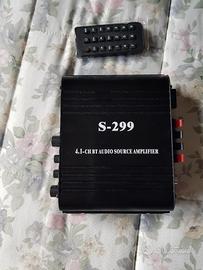 S-299
4.1-CH BT AUDIO SOURCE AMPLIFIER